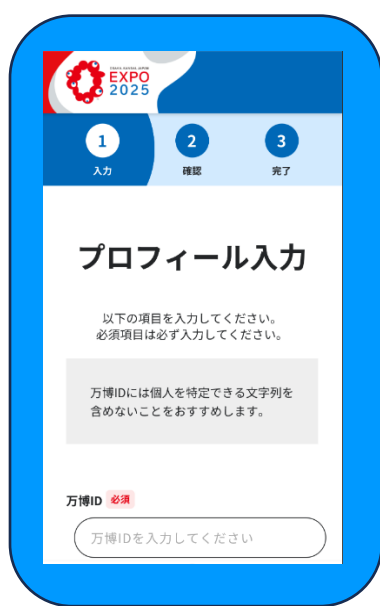 OSAKA, KANSAI, JAPAN
EXPO
2025
1 2 3
入力 確認 完了
プロフィール入力
以下の項目を入力してください。
必須項目は必ず入力してください。
万博IDには個人を特定できる文字列を
含めないことをおすすめします。
万博ID 必須
万博IDを入力してください